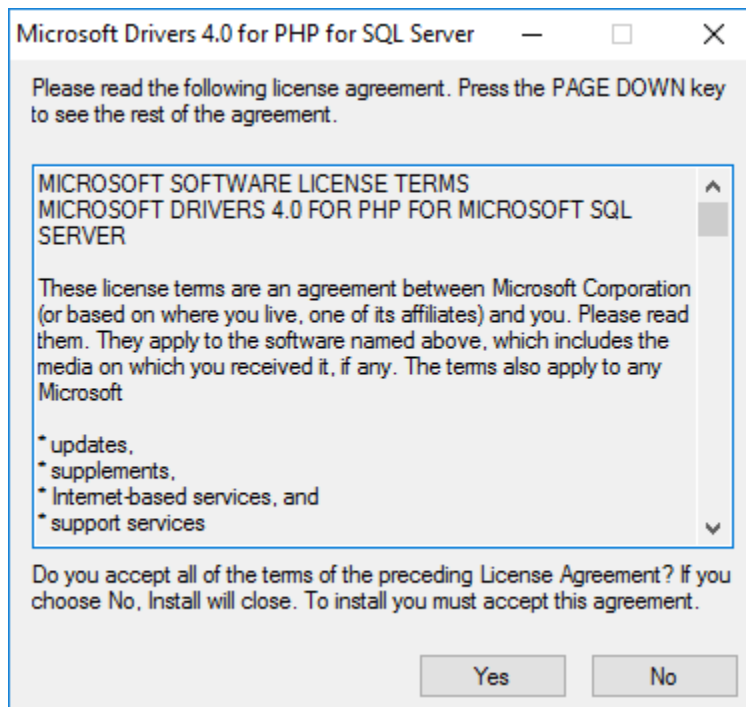 Microsoft Drivers 4.0 for PHP for SQL Server
Please read the following license agreement. Press the PAGE DOWN key
to see the rest of the agreement.
MICROSOFT SOFTWARE LICENSE TERMS
MICROSOFT DRIVERS 4.0 FOR PHP FOR MICROSOFT SQL
SERVER
These license terms are an agreement between Microsoft Corporation
(or based on where you live, one of its affiliates) and you. Please read
them. They apply to the software named above, which includes the
media on which you received it, if any. The terms also apply to any
Microsoft
* updates,
* supplements,
* Internet-based services, and
* support services
Do you accept all of the terms of the preceding License Agreement? If you
choose No, Install will close. To install you must accept this agreement.
Yes No